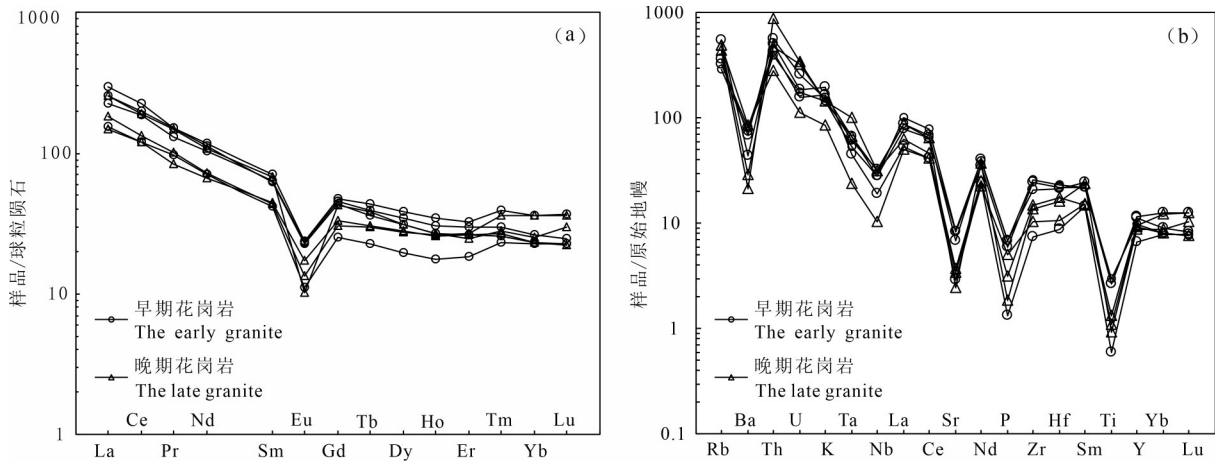 1000
(a)
100
10
1
样品/球粒陨石
早期花岗岩
The early granite
晚期花岗岩
The late granite
Ce Nd Eu Tb Ho Tm Lu
La Pr Sm Gd Dy Er Yb
1000
(b)
100
10
1
0.1
样品/原始地幔
早期花岗岩
The early granite
晚期花岗岩
The late granite
Ba U Ta La Sr P Hf Ti Yb
Rb Th K Nb Ce Nd Zr Sm Y Lu